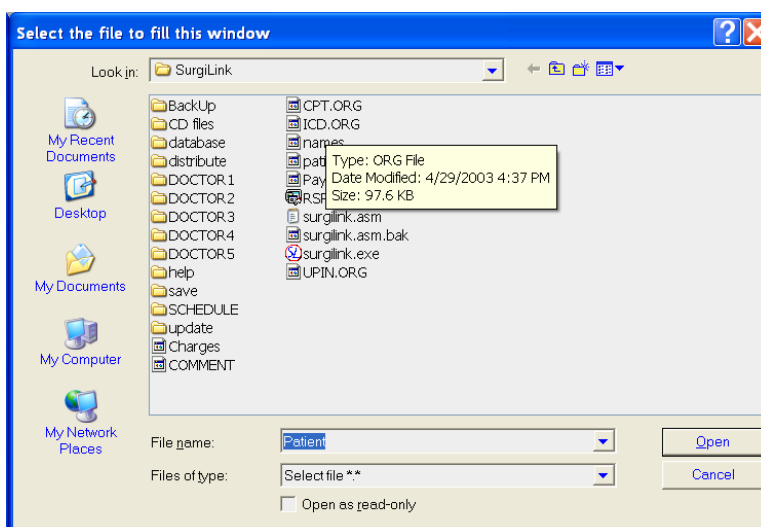 Select the file to fill this window
Look in:
SurgiLink
My Recent
Documents
Desktop
My Documents
My Computer
My Network
Places
BackUp
CD files
database
distribute
DOCTOR1
DOCTOR2
DOCTOR3
DOCTOR4
DOCTOR5
help
save
SCHEDULE
update
Charges
COMMENT
CPT.ORG
ICD.ORG
names
surgilink.asm
surgilink.asm.bak
surgilink.exe
UPIN.ORG
Type: ORG File
Date Modified: 4/29/2003 4:37 PM
Size: 97.6 KB
File name:
Patient
Open
Files of type:
Select file *.*
Cancel
Open as read-only